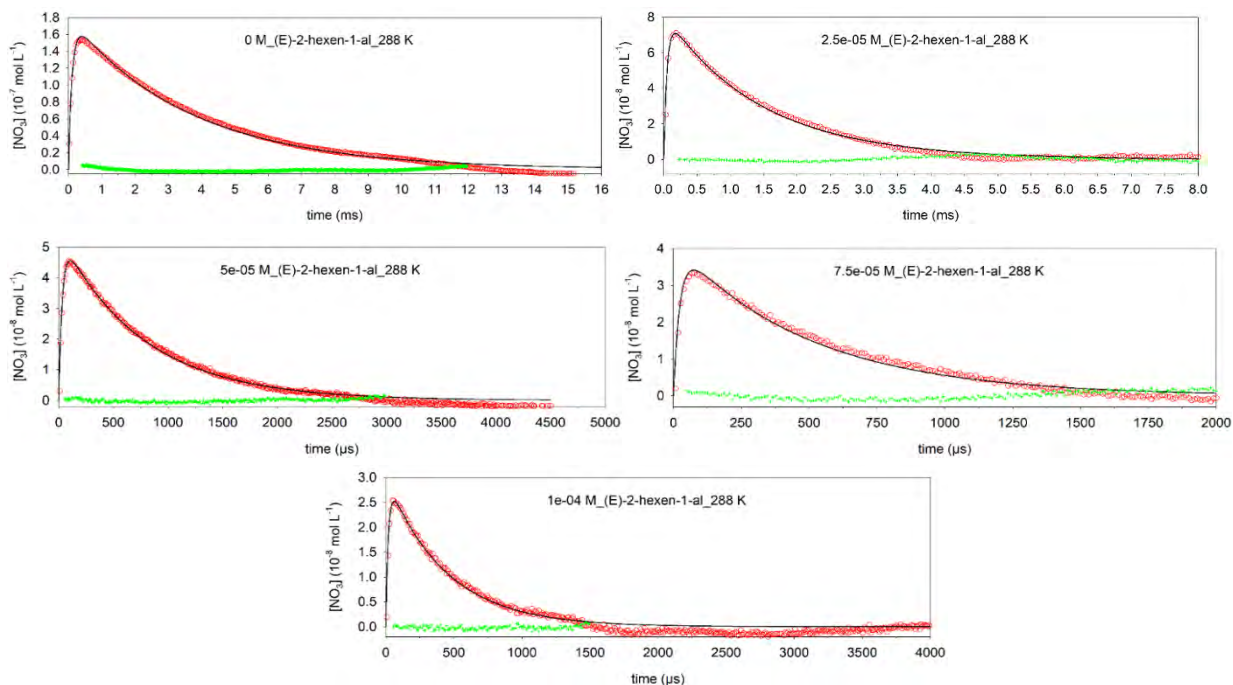 0 M_(E)-2-hexen-1-al_288 K
[NO₃] (10⁻⁷ mol L⁻¹)
1.8
1.6
1.4
1.2
1.0
0.8
0.6
0.4
0.2
0.0
0 1 2 3 4 5 6 7 8 9 10 11 12 13 14 15 16
time (ms)
2.5e-05 M_(E)-2-hexen-1-al_288 K
[NO₃] (10⁻⁸ mol L⁻¹)
8
6
4
2
0
0.0 0.5 1.0 1.5 2.0 2.5 3.0 3.5 4.0 4.5 5.0 5.5 6.0 6.5 7.0 7.5 8.0
time (ms)
5e-05 M_(E)-2-hexen-1-al_288 K
[NO₃] (10⁻⁸ mol L⁻¹)
5
4
3
2
1
0
0 500 1000 1500 2000 2500 3000 3500 4000 4500 5000
time (µs)
7.5e-05 M_(E)-2-hexen-1-al_288 K
[NO₃] (10⁻⁸ mol L⁻¹)
4
3
2
1
0
0 250 500 750 1000 1250 1500 1750 2000
time (µs)
1e-04 M_(E)-2-hexen-1-al_288 K
[NO₃] (10⁻⁸ mol L⁻¹)
3.0
2.5
2.0
1.5
1.0
0.5
0.0
0 500 1000 1500 2000 2500 3000 3500 4000
time (µs)